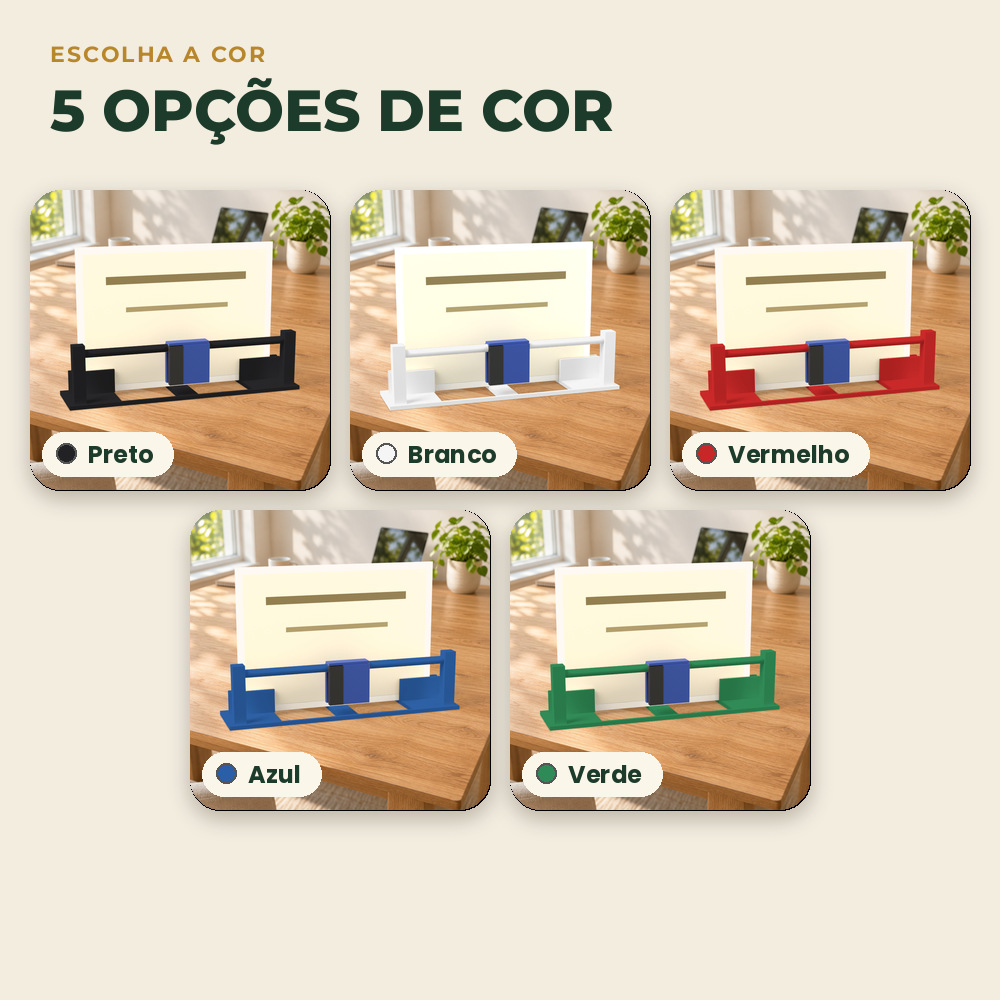 ESCOLHA A COR
5 OPÇÕES DE COR
Preto
Branco
Vermelho
Azul
Verde